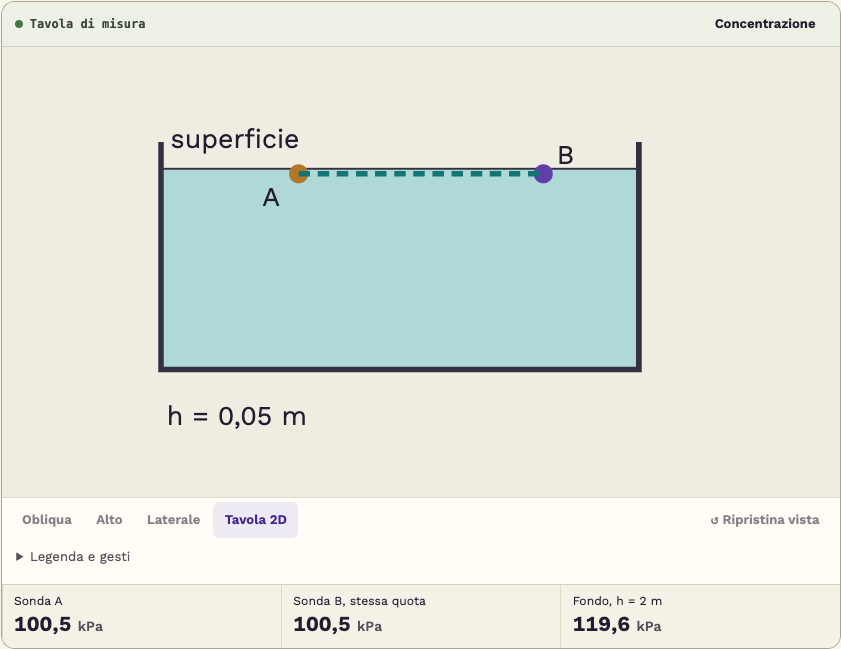 Tavola di misura
Concentrazione
superficie
B
A
h = 0,05 m
Obliqua Alto Laterale Tavola 2D ↺ Ripristina vista
▶ Legenda e gesti
Sonda A
100,5 kPa
Sonda B, stessa quota
100,5 kPa
Fondo, h = 2 m
119,6 kPa